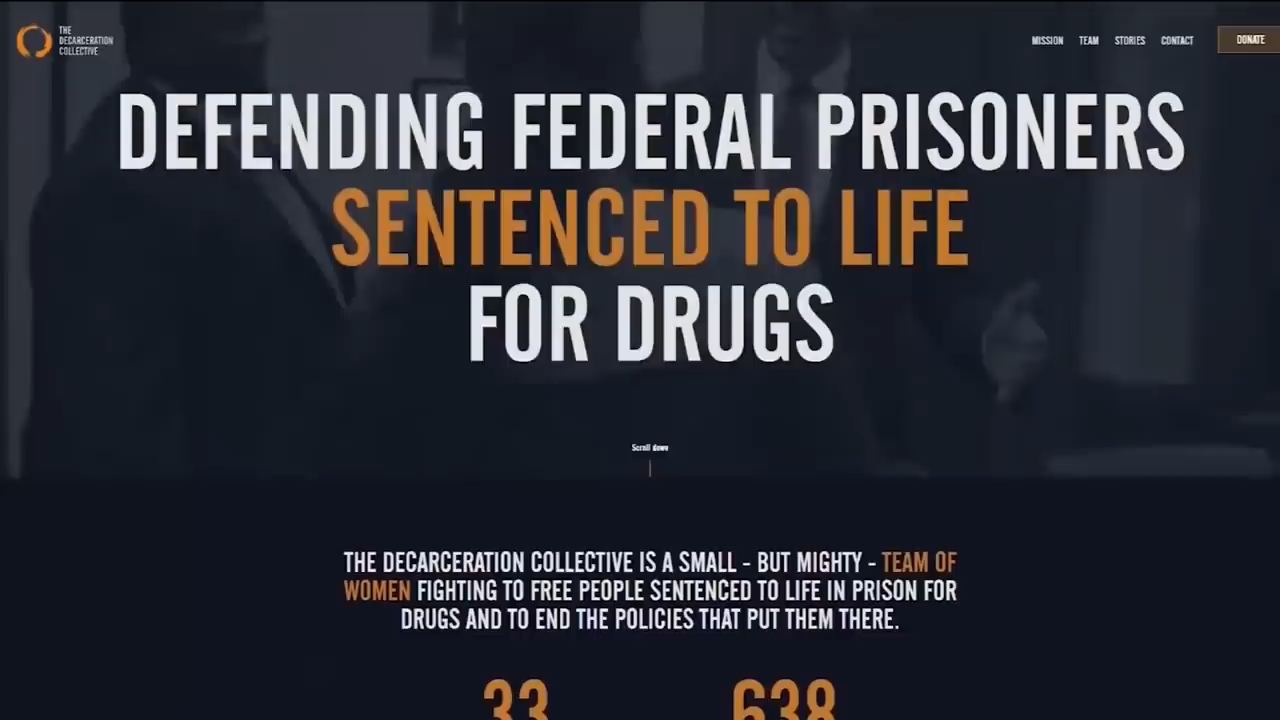 THE
DECARCERATION
COLLECTIVE
MISSION TEAM STORIES CONTACT DONATE
DEFENDING FEDERAL PRISONERS
SENTENCED TO LIFE
FOR DRUGS
Scroll down
THE DECARCERATION COLLECTIVE IS A SMALL - BUT MIGHTY - TEAM OF
WOMEN FIGHTING TO FREE PEOPLE SENTENCED TO LIFE IN PRISON FOR
DRUGS AND TO END THE POLICIES THAT PUT THEM THERE.
33 638